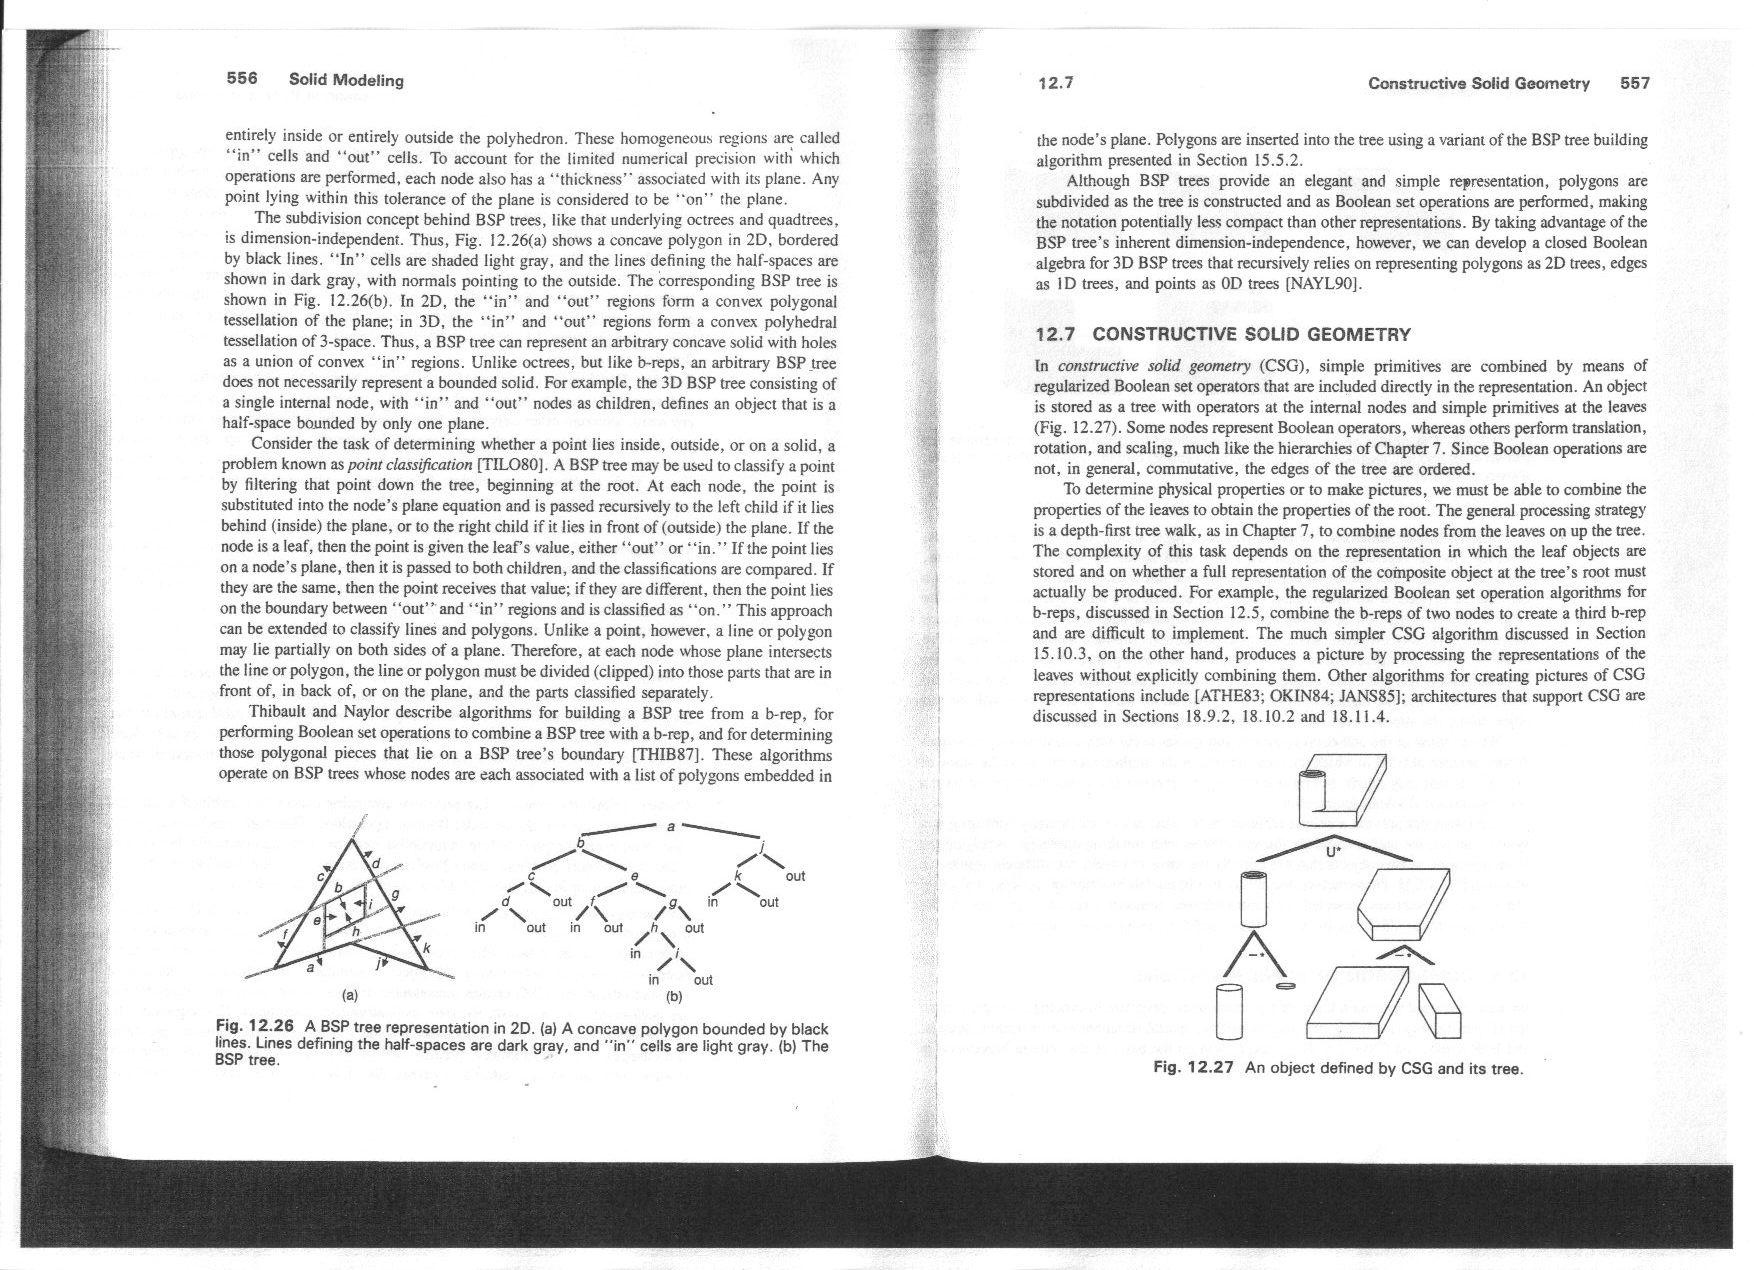 556 Solid Modeling
entirely inside or entirely outside the polyhedron. These homogeneous regions are called
“in” cells and “out” cells. To account for the limited numerical precision with which
operations are performed, each node also has a “thickness” associated with its plane. Any
point lying within this tolerance of the plane is considered to be “on” the plane.
The subdivision concept behind BSP trees, like that underlying octrees and quadtrees,
is dimension-independent. Thus, Fig. 12.26(a) shows a concave polygon in 2D, bordered
by black lines. “In” cells are shaded light gray, and the lines defining the half-spaces are
shown in dark gray, with normals pointing to the outside. The corresponding BSP tree is
shown in Fig. 12.26(b). In 2D, the “in” and “out” regions form a convex polygonal
tessellation of the plane; in 3D, the “in” and “out” regions form a convex polyhedral
tessellation of 3-space. Thus, a BSP tree can represent an arbitrary concave solid with holes
as a union of convex “in” regions. Unlike octrees, but like b-reps, an arbitrary BSP tree
does not necessarily represent a bounded solid. For example, the 3D BSP tree consisting of
a single internal node, with “in” and “out” nodes as children, defines an object that is a
half-space bounded by only one plane.
Consider the task of determining whether a point lies inside, outside, or on a solid, a
problem known as point classification [TILO80]. A BSP tree may be used to classify a point
by filtering that point down the tree, beginning at the root. At each node, the point is
substituted into the node's plane equation and is passed recursively to the left child if it lies
behind (inside) the plane, or to the right child if it lies in front of (outside) the plane. If the
node is a leaf, then the point is given the leaf's value, either “out” or “in.” If the point lies
on a node's plane, then it is passed to both children, and the classifications are compared. If
they are the same, then the point receives that value; if they are different, then the point lies
on the boundary between “out” and “in” regions and is classified as “on.” This approach
can be extended to classify lines and polygons. Unlike a point, however, a line or polygon
may lie partially on both sides of a plane. Therefore, at each node whose plane intersects
the line or polygon, the line or polygon must be divided (clipped) into those parts that are in
front of, in back of, or on the plane, and the parts classified separately.
Thibault and Naylor describe algorithms for building a BSP tree from a b-rep, for
performing Boolean set operations to combine a BSP tree with a b-rep, and for determining
those polygonal pieces that lie on a BSP tree's boundary [THIB87]. These algorithms
operate on BSP trees whose nodes are each associated with a list of polygons embedded in
c d b g i e f h a j k
(a)
a
b j
c e k out
d out f g in out
in out in out h out
in i
in out
(b)
Fig. 12.26 A BSP tree representation in 2D. (a) A concave polygon bounded by black
lines. Lines defining the half-spaces are dark gray, and “in” cells are light gray. (b) The
BSP tree.
12.7 Constructive Solid Geometry 557
the node's plane. Polygons are inserted into the tree using a variant of the BSP tree building
algorithm presented in Section 15.5.2.
Although BSP trees provide an elegant and simple representation, polygons are
subdivided as the tree is constructed and as Boolean set operations are performed, making
the notation potentially less compact than other representations. By taking advantage of the
BSP tree's inherent dimension-independence, however, we can develop a closed Boolean
algebra for 3D BSP trees that recursively relies on representing polygons as 2D trees, edges
as 1D trees, and points as 0D trees [NAYL90].
12.7 CONSTRUCTIVE SOLID GEOMETRY
In constructive solid geometry (CSG), simple primitives are combined by means of
regularized Boolean set operators that are included directly in the representation. An object
is stored as a tree with operators at the internal nodes and simple primitives at the leaves
(Fig. 12.27). Some nodes represent Boolean operators, whereas others perform translation,
rotation, and scaling, much like the hierarchies of Chapter 7. Since Boolean operations are
not, in general, commutative, the edges of the tree are ordered.
To determine physical properties or to make pictures, we must be able to combine the
properties of the leaves to obtain the properties of the root. The general processing strategy
is a depth-first tree walk, as in Chapter 7, to combine nodes from the leaves on up the tree.
The complexity of this task depends on the representation in which the leaf objects are
stored and on whether a full representation of the composite object at the tree's root must
actually be produced. For example, the regularized Boolean set operation algorithms for
b-reps, discussed in Section 12.5, combine the b-reps of two nodes to create a third b-rep
and are difficult to implement. The much simpler CSG algorithm discussed in Section
15.10.3, on the other hand, produces a picture by processing the representations of the
leaves without explicitly combining them. Other algorithms for creating pictures of CSG
representations include [ATHE83; OKIN84; JANS85]; architectures that support CSG are
discussed in Sections 18.9.2, 18.10.2 and 18.11.4.
U*
–* –*
Fig. 12.27 An object defined by CSG and its tree.